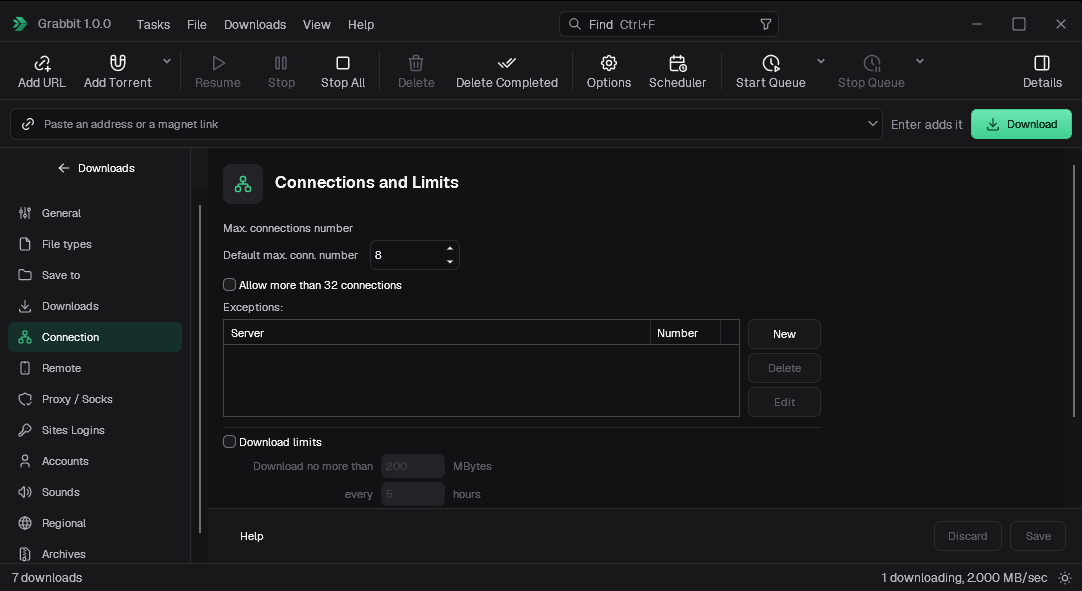 Grabbit 1.0.0
Tasks File Downloads View Help
Find Ctrl+F
Add URL Add Torrent Resume Stop Stop All Delete Delete Completed Options Scheduler Start Queue Stop Queue Details
Paste an address or a magnet link
Enter adds it
Download
Downloads
General
File types
Save to
Downloads
Connection
Remote
Proxy / Socks
Sites Logins
Accounts
Sounds
Regional
Archives
Connections and Limits
Max. connections number
Default max. conn. number 8
Allow more than 32 connections
Exceptions:
Server Number
New
Delete
Edit
Download limits
Download no more than 200 MBytes
every 5 hours
Help
Discard Save
7 downloads
1 downloading, 2.000 MB/sec